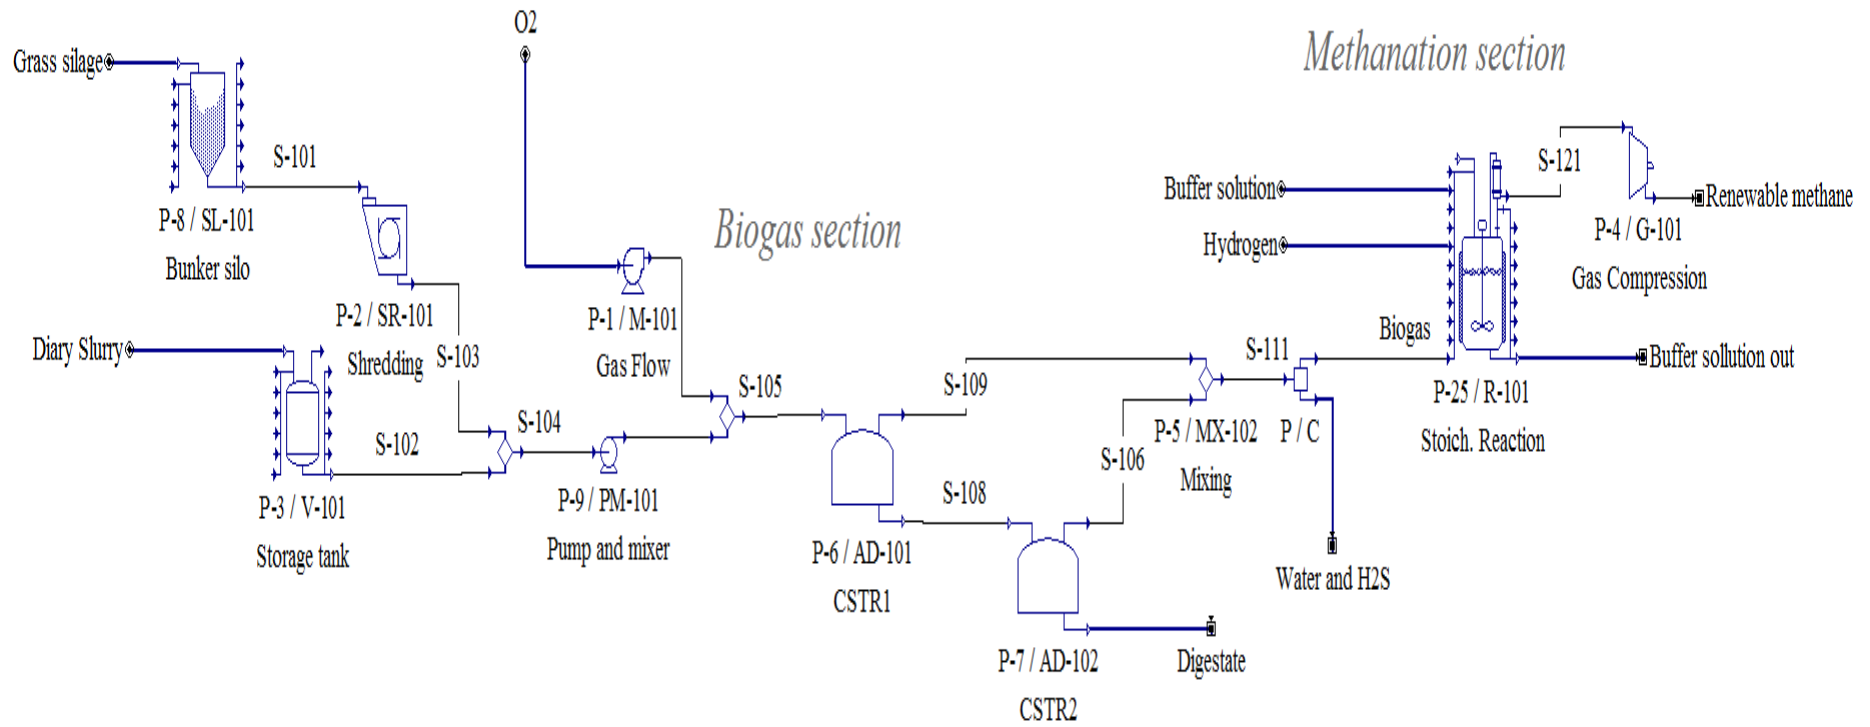 O2
Methanation section
Grass silage
S-101
S-121
Buffer solution
Renewable methane
P-8 / SL-101
Bunker silo
Biogas section
Hydrogen
P-4 / G-101
Gas Compression
P-2 / SR-101
Shredding
P-1 / M-101
Gas Flow
Diary Slurry
S-103
Biogas
S-111
Buffer sollution out
S-105
S-109
P-25 / R-101
Stoich. Reaction
S-104
S-102
P-5 / MX-102
Mixing
P / C
S-106
P-3 / V-101
Storage tank
P-9 / PM-101
Pump and mixer
S-108
P-6 / AD-101
CSTR1
Water and H2S
P-7 / AD-102
CSTR2
Digestate